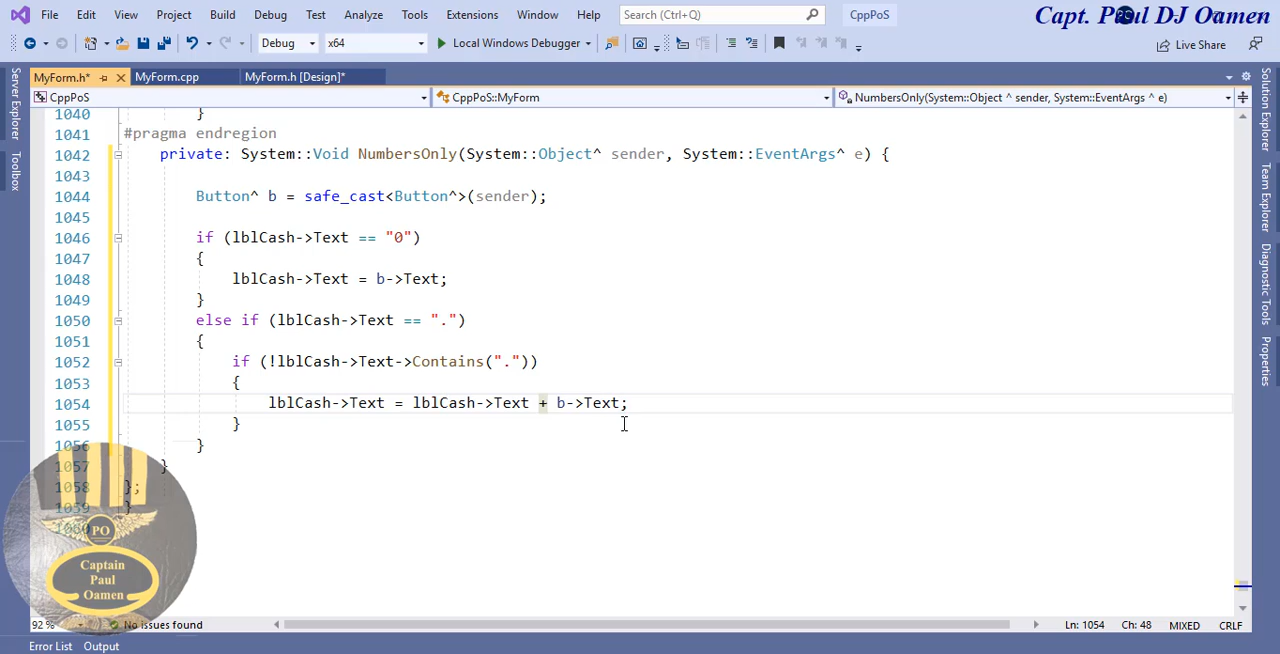 File Edit View Project Build Debug Test Analyze Tools Extensions Window Help Search (Ctrl+Q) CppPoS
Capt. Paul DJ Oamen
Debug x64 Local Windows Debugger Live Share
MyForm.h* MyForm.cpp MyForm.h [Design]*
CppPoS CppPoS::MyForm NumbersOnly(System::Object ^ sender, System::EventArgs ^ e)
Server Explorer
Toolbox
Solution Explorer
Team Explorer
Diagnostic Tools
Properties
1040 }
1041 #pragma endregion
1042 private: System::Void NumbersOnly(System::Object^ sender, System::EventArgs^ e) {
1043
1044 Button^ b = safe_cast<Button^>(sender);
1045
1046 if (lblCash->Text == "0")
1047 {
1048 lblCash->Text = b->Text;
1049 }
1050 else if (lblCash->Text == ".")
1051 {
1052 if (!lblCash->Text->Contains("."))
1053 {
1054 lblCash->Text = lblCash->Text + b->Text;
1055 }
1056 }
1057 }
1058 };
1059 }
1060
PO
Captain
Paul
Oamen
92 % No issues found Ln: 1054 Ch: 48 MIXED CRLF
Error List Output